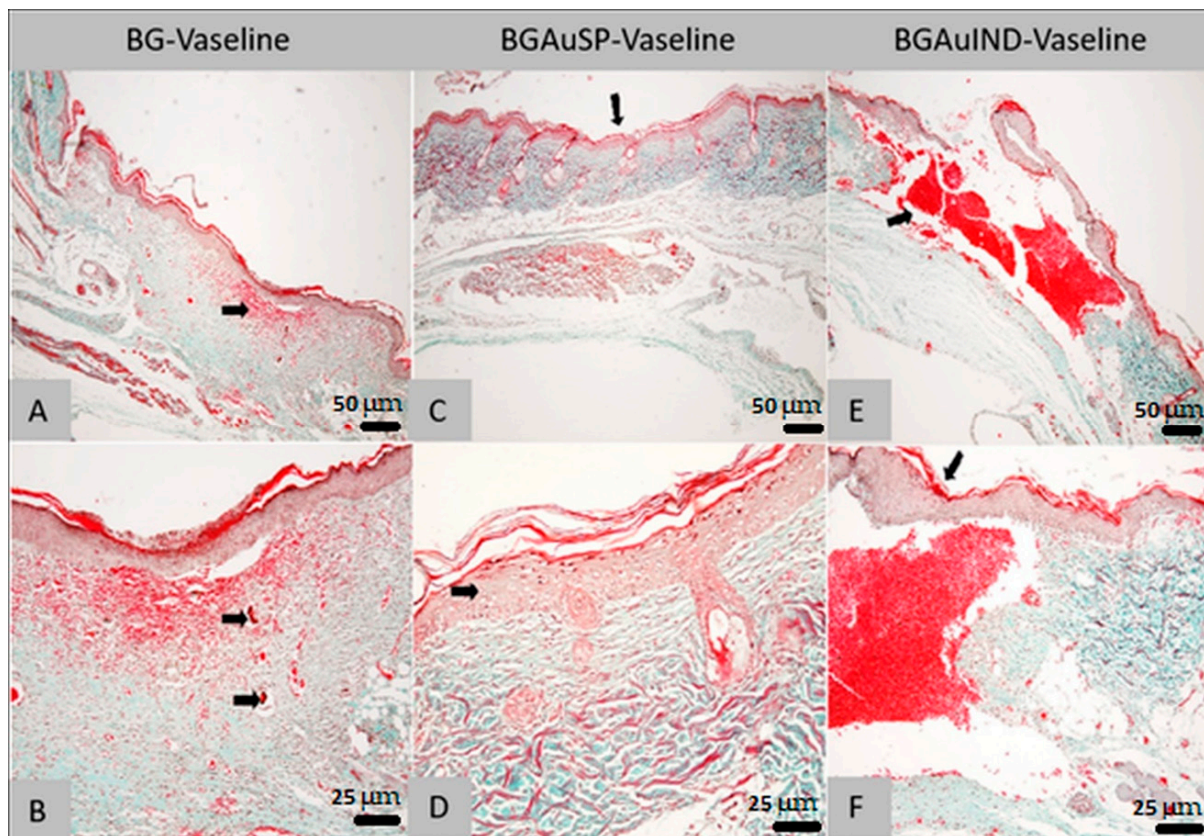 BG-Vaseline
BGAuSP-Vaseline
BGAuIND-Vaseline
A
50 µm
C
50 µm
E
50 µm
B
25 µm
D
25 µm
F
25 µm